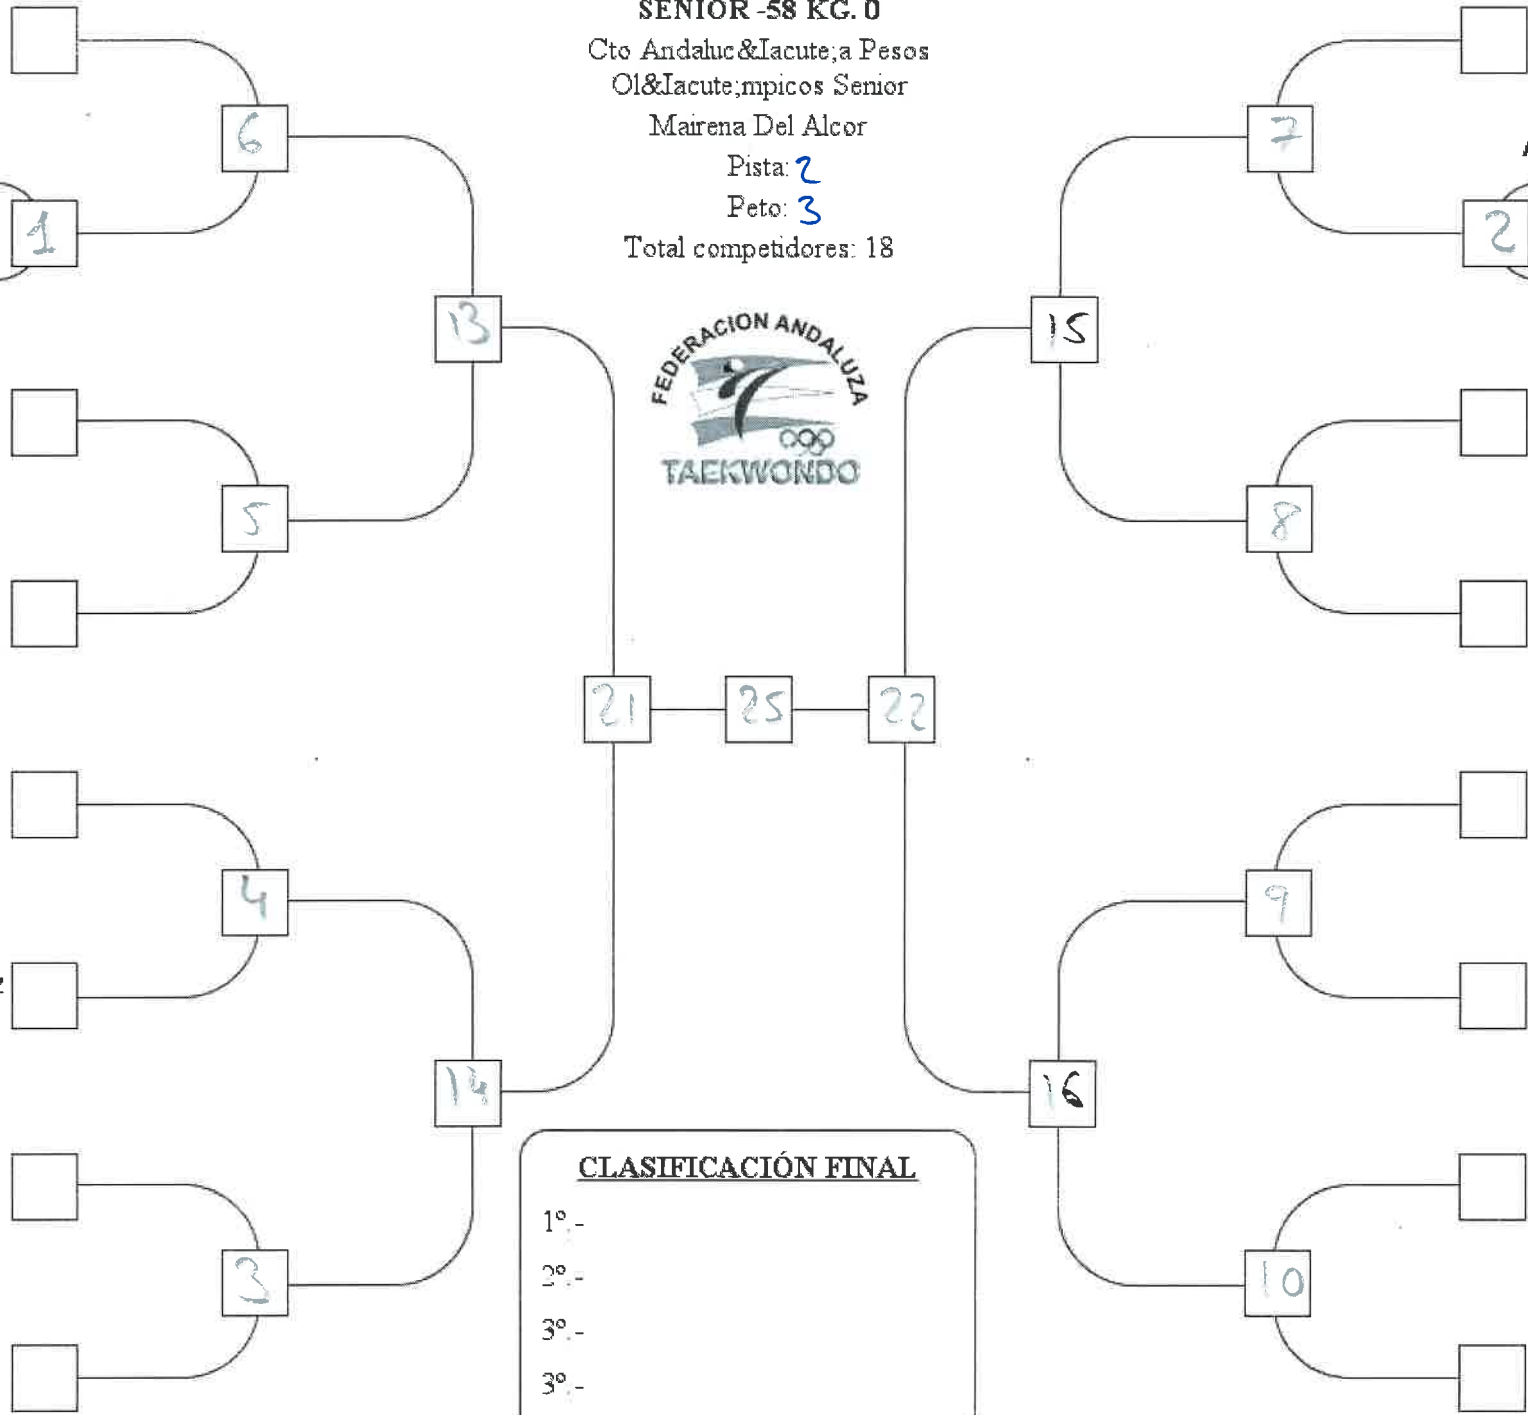 SENIOR -58 KG. 0
Cto Andaluc&Iacute;a Pesos
Ol&Iacute;mpicos Senior
Mairena Del Alcor
Pista: 2
Peto: 3
Total competidores: 18
FEDERACION ANDALUZA
TAEKWONDO
6
7
1
2
13
15
5
8
21
25
22
4
9
14
16
3
10
CLASIFICACIÓN FINAL
1º.-
2º.-
3º.-
3º.-